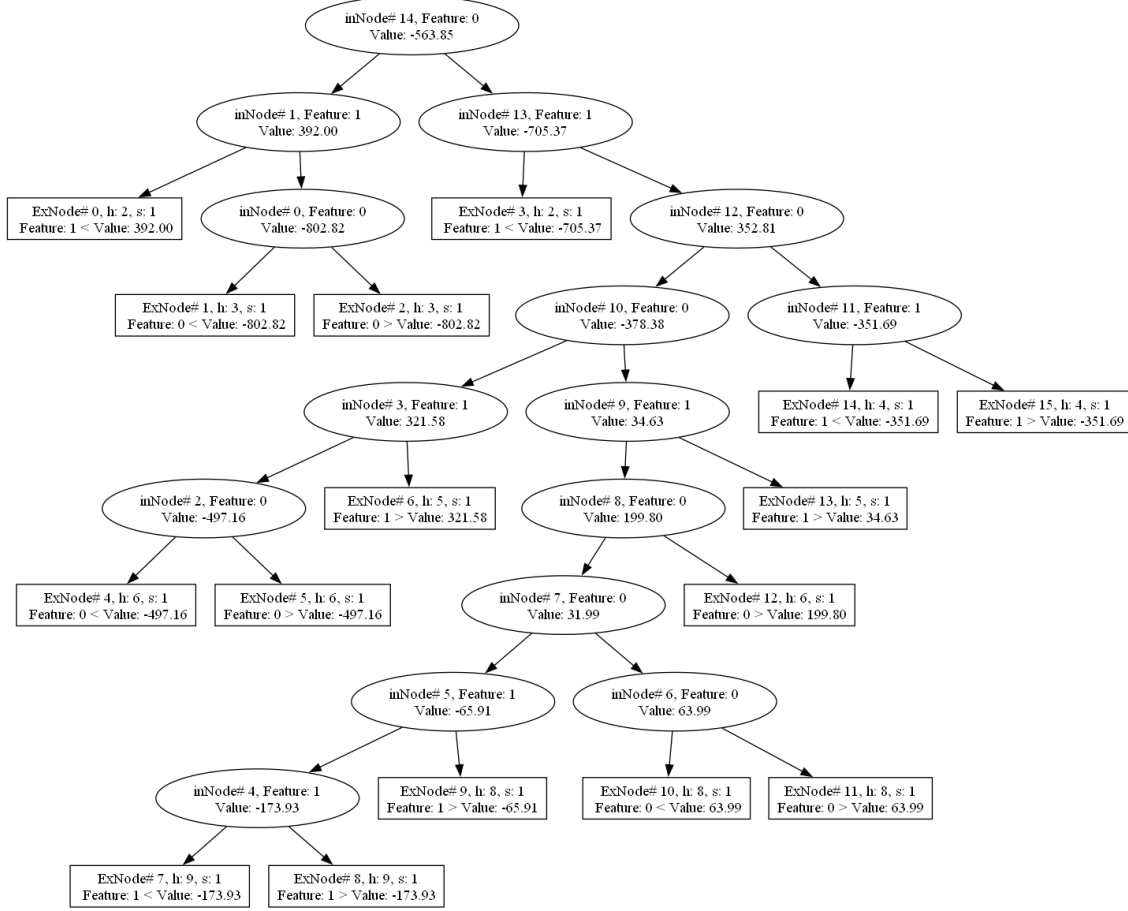 inNode# 14, Feature: 0
Value: -563.85
inNode# 1, Feature: 1
Value: 392.00
inNode# 13, Feature: 1
Value: -705.37
ExNode# 0, h: 2, s: 1
Feature: 1 < Value: 392.00
inNode# 0, Feature: 0
Value: -802.82
ExNode# 3, h: 2, s: 1
Feature: 1 < Value: -705.37
inNode# 12, Feature: 0
Value: 352.81
ExNode# 1, h: 3, s: 1
Feature: 0 < Value: -802.82
ExNode# 2, h: 3, s: 1
Feature: 0 > Value: -802.82
inNode# 10, Feature: 0
Value: -378.38
inNode# 11, Feature: 1
Value: -351.69
inNode# 3, Feature: 1
Value: 321.58
inNode# 9, Feature: 1
Value: 34.63
ExNode# 14, h: 4, s: 1
Feature: 1 < Value: -351.69
ExNode# 15, h: 4, s: 1
Feature: 1 > Value: -351.69
inNode# 2, Feature: 0
Value: -497.16
ExNode# 6, h: 5, s: 1
Feature: 1 > Value: 321.58
inNode# 8, Feature: 0
Value: 199.80
ExNode# 13, h: 5, s: 1
Feature: 1 > Value: 34.63
ExNode# 4, h: 6, s: 1
Feature: 0 < Value: -497.16
ExNode# 5, h: 6, s: 1
Feature: 0 > Value: -497.16
inNode# 7, Feature: 0
Value: 31.99
ExNode# 12, h: 6, s: 1
Feature: 0 > Value: 199.80
inNode# 5, Feature: 1
Value: -65.91
inNode# 6, Feature: 0
Value: 63.99
inNode# 4, Feature: 1
Value: -173.93
ExNode# 9, h: 8, s: 1
Feature: 1 > Value: -65.91
ExNode# 10, h: 8, s: 1
Feature: 0 < Value: 63.99
ExNode# 11, h: 8, s: 1
Feature: 0 > Value: 63.99
ExNode# 7, h: 9, s: 1
Feature: 1 < Value: -173.93
ExNode# 8, h: 9, s: 1
Feature: 1 > Value: -173.93